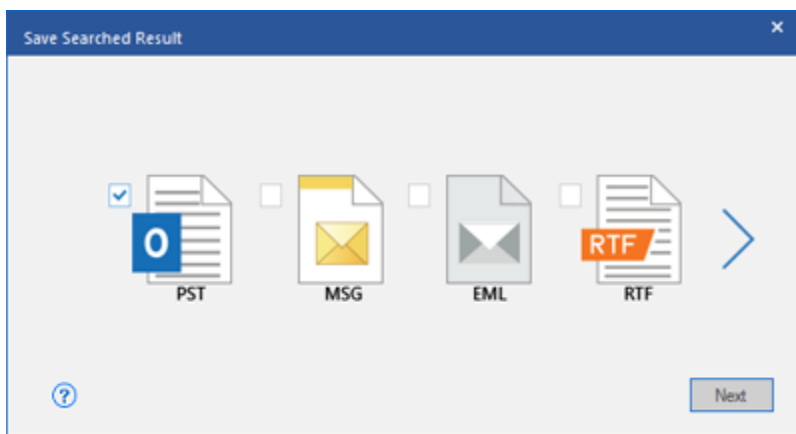 Save Searched Result
O
RTF
PST
MSG
EML
RTF
?
Next